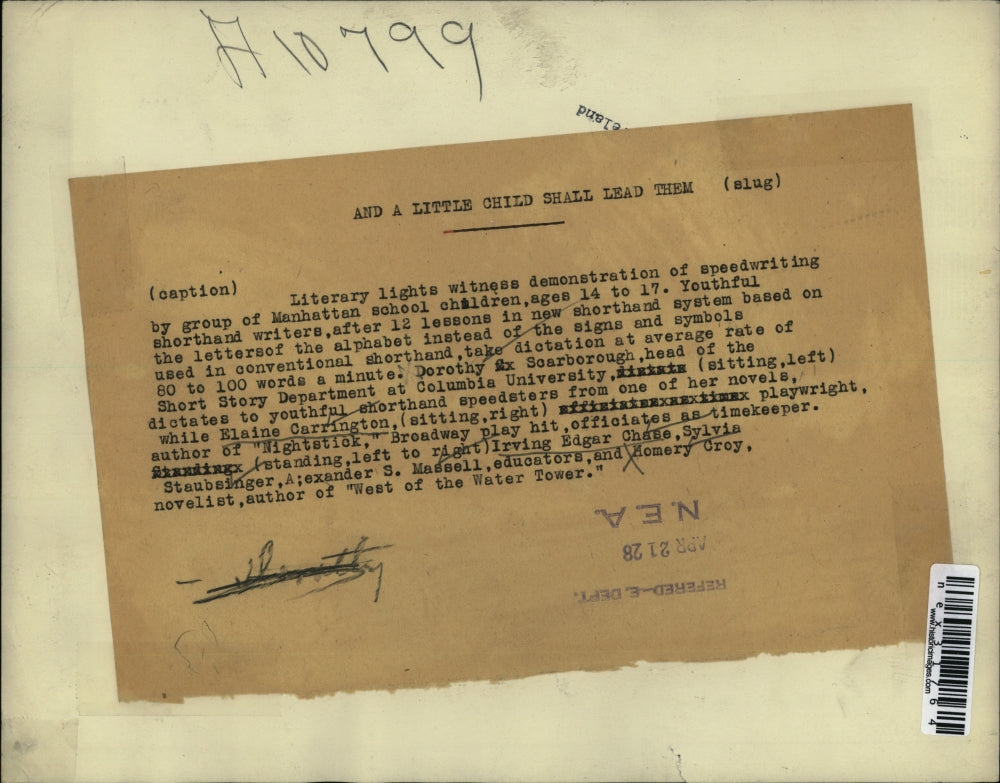 A10799
eland
AND A LITTLE CHILD SHALL LEAD THEM (slug)
(caption) Literary lights witness demonstration of speedwriting
by group of Manhattan school children,ages 14 to 17. Youthful
shorthand writers,after 12 lessons in new shorthand system based on
the lettersof the alphabet instead of the signs and symbols
used in conventional shorthand,take dictation at average rate of
80 to 100 words a minute. Dorothy Scarborough,head of the
Short Story Department at Columbia University, (sitting,left)
dictates to youthful shorthand speedsters from one of her novels,
while Elaine Carrington,(sitting,right) playwright,
author of "Nightstick," Broadway play hit,officiates as timekeeper.
(standing,left to right)Irving Edgar Chase,Sylvia
Staubsinger,A;exander S. Massell,educators,and Homery Croy,
novelist,author of "West of the Water Tower."
N.E.A.
APR 21 28
REFERED-E. DEPT.
www.historicimages.com
nex31764